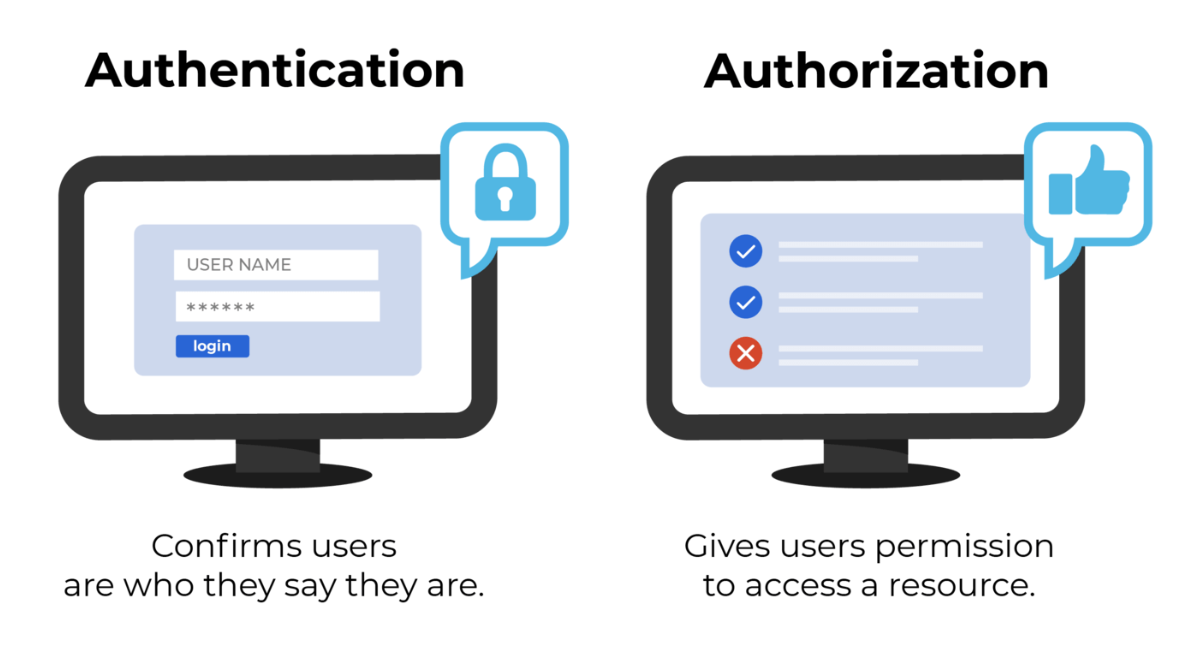 Authentication
Authorization
USER NAME
******
login
Confirms users
are who they say they are.
Gives users permission
to access a resource.